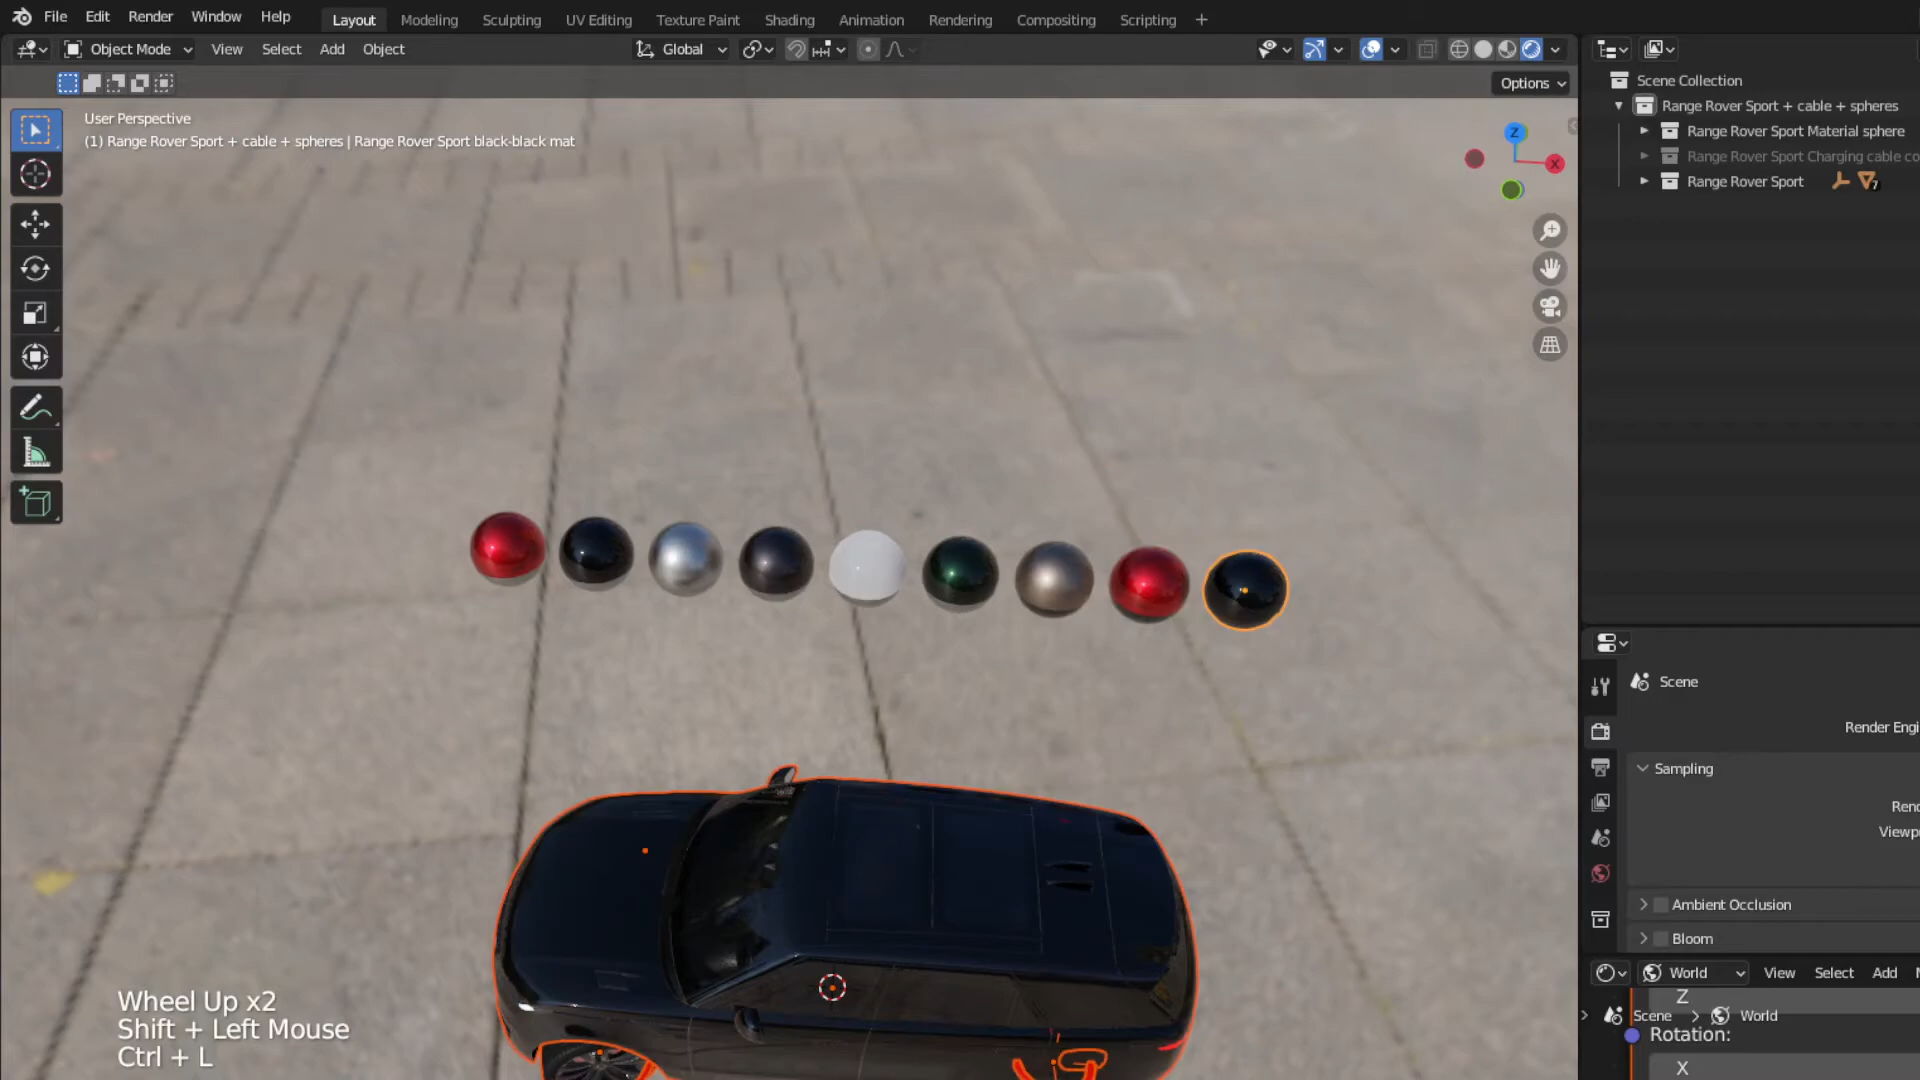 File Edit Render Window Help Layout Modeling Sculpting UV Editing Texture Paint Shading Animation Rendering Compositing Scripting +
Object Mode View Select Add Object Global
Options
User Perspective
(1) Range Rover Sport + cable + spheres | Range Rover Sport black-black mat
Z
X
Wheel Up x2
Shift + Left Mouse
Ctrl + L
Scene Collection
Range Rover Sport + cable + spheres
Range Rover Sport Material sphere
Range Rover Sport Charging cable co
Range Rover Sport 7
Scene
Render Engi
Sampling
Rend
Viewp
Ambient Occlusion
Bloom
World View Select Add
Z
Scene > World
Rotation:
X